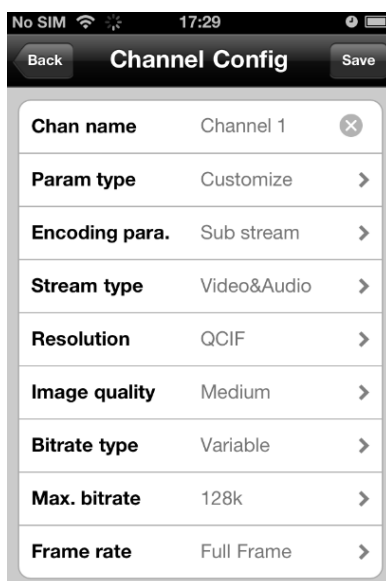 No SIM 17:29
Back Channel Config Save
Chan name Channel 1
Param type Customize
Encoding para. Sub stream
Stream type Video&Audio
Resolution QCIF
Image quality Medium
Bitrate type Variable
Max. bitrate 128k
Frame rate Full Frame